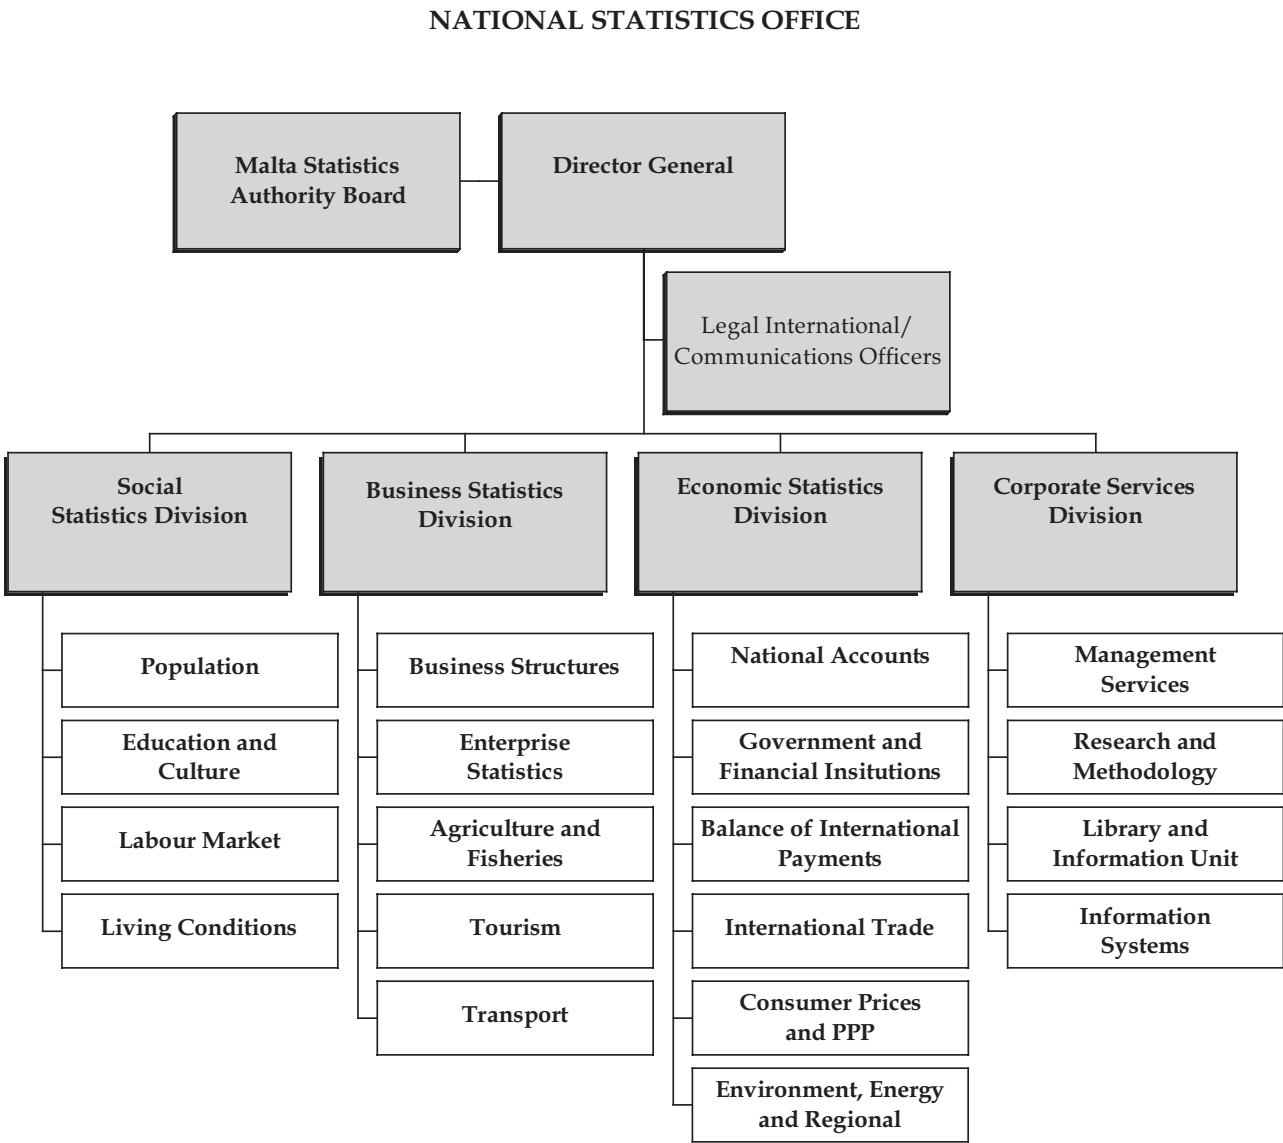 NATIONAL STATISTICS OFFICE
Malta Statistics
Authority Board
Director General
Legal International/
Communications Officers
Social
Statistics Division
Business Statistics
Division
Economic Statistics
Division
Corporate Services
Division
Population
Education and
Culture
Labour Market
Living Conditions
Business Structures
Enterprise
Statistics
Agriculture and
Fisheries
Tourism
Transport
National Accounts
Government and
Financial Insitutions
Balance of International
Payments
International Trade
Consumer Prices
and PPP
Environment, Energy
and Regional
Management
Services
Research and
Methodology
Library and
Information Unit
Information
Systems